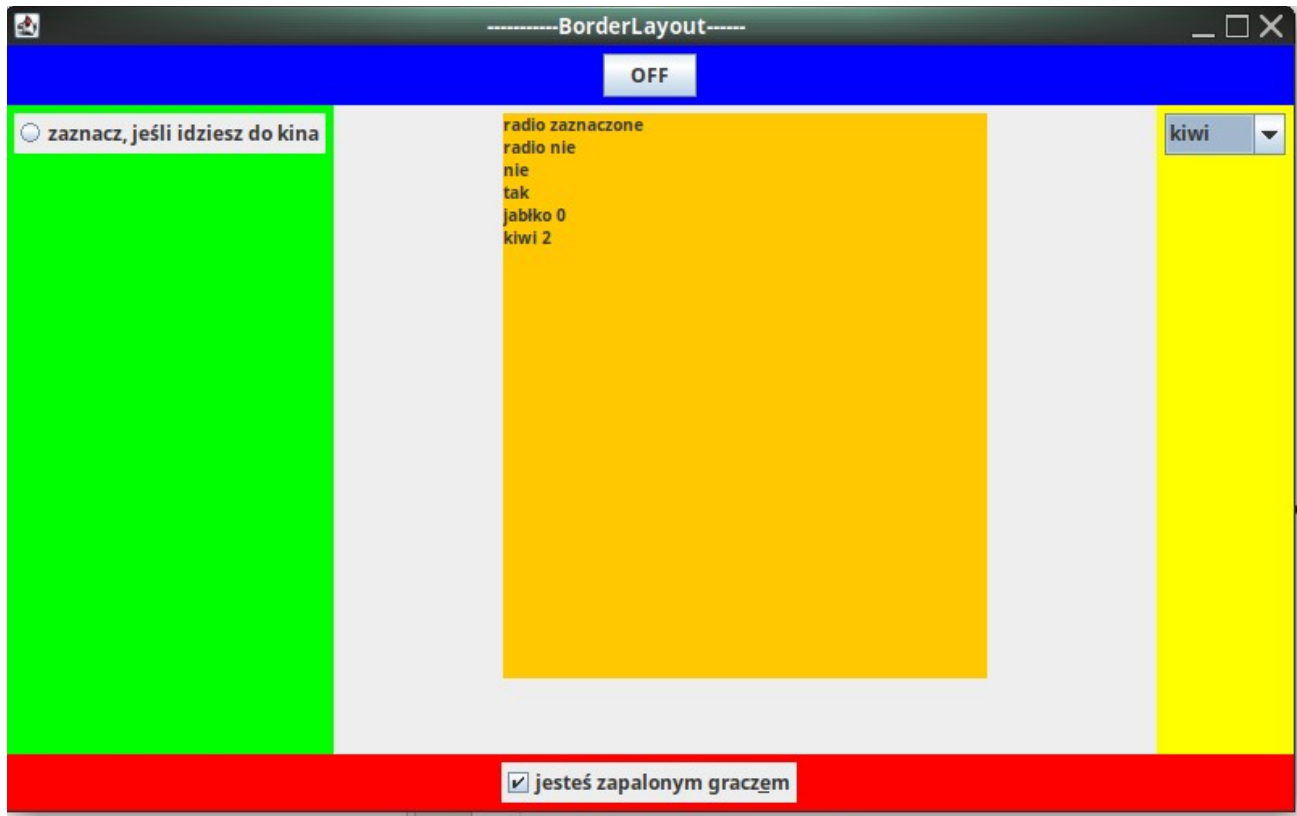 -----------BorderLayout------
OFF
zaznacz, jeśli idziesz do kina
radio zaznaczone
radio nie
nie
tak
jabłko 0
kiwi 2
kiwi
jesteś zapalonym graczem